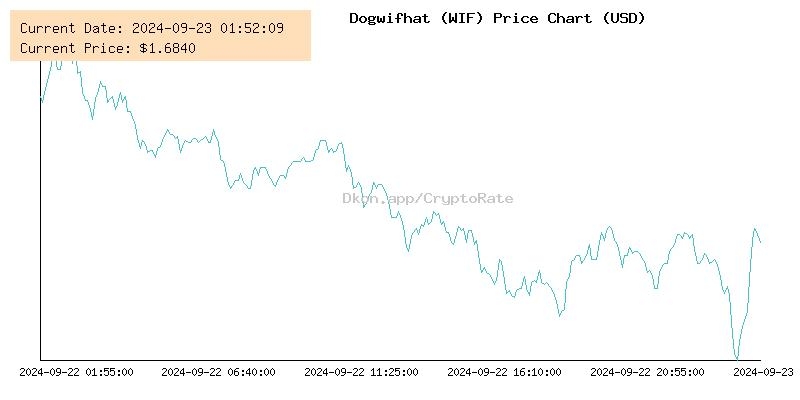 Dogwifhat (WIF) Price Chart (USD)
Current Date: 2024-09-23 01:52:09
Current Price: $1.6840
Dkon.app/CryptoRate
2024-09-22 01:55:00 2024-09-22 06:40:00 2024-09-22 11:25:00 2024-09-22 16:10:00 2024-09-22 20:55:00 2024-09-23